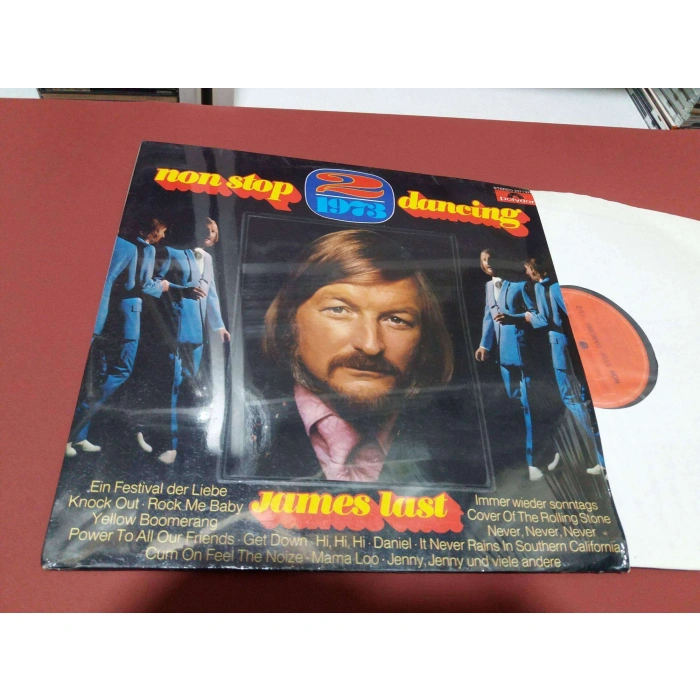 non stop 2 dancing
1973
STEREO
Polydor
James last
Ein Festival der Liebe
Knock Out · Rock Me Baby
Yellow Boomerang
Immer wieder sonntags
Cover Of The Rolling Stone
Never, Never, Never
Power To All Our Friends · Get Down · Hi, Hi, Hi · Daniel · It Never Rains In Southern California
Cum On Feel The Noize · Mama Loo · Jenny, Jenny und viele andere